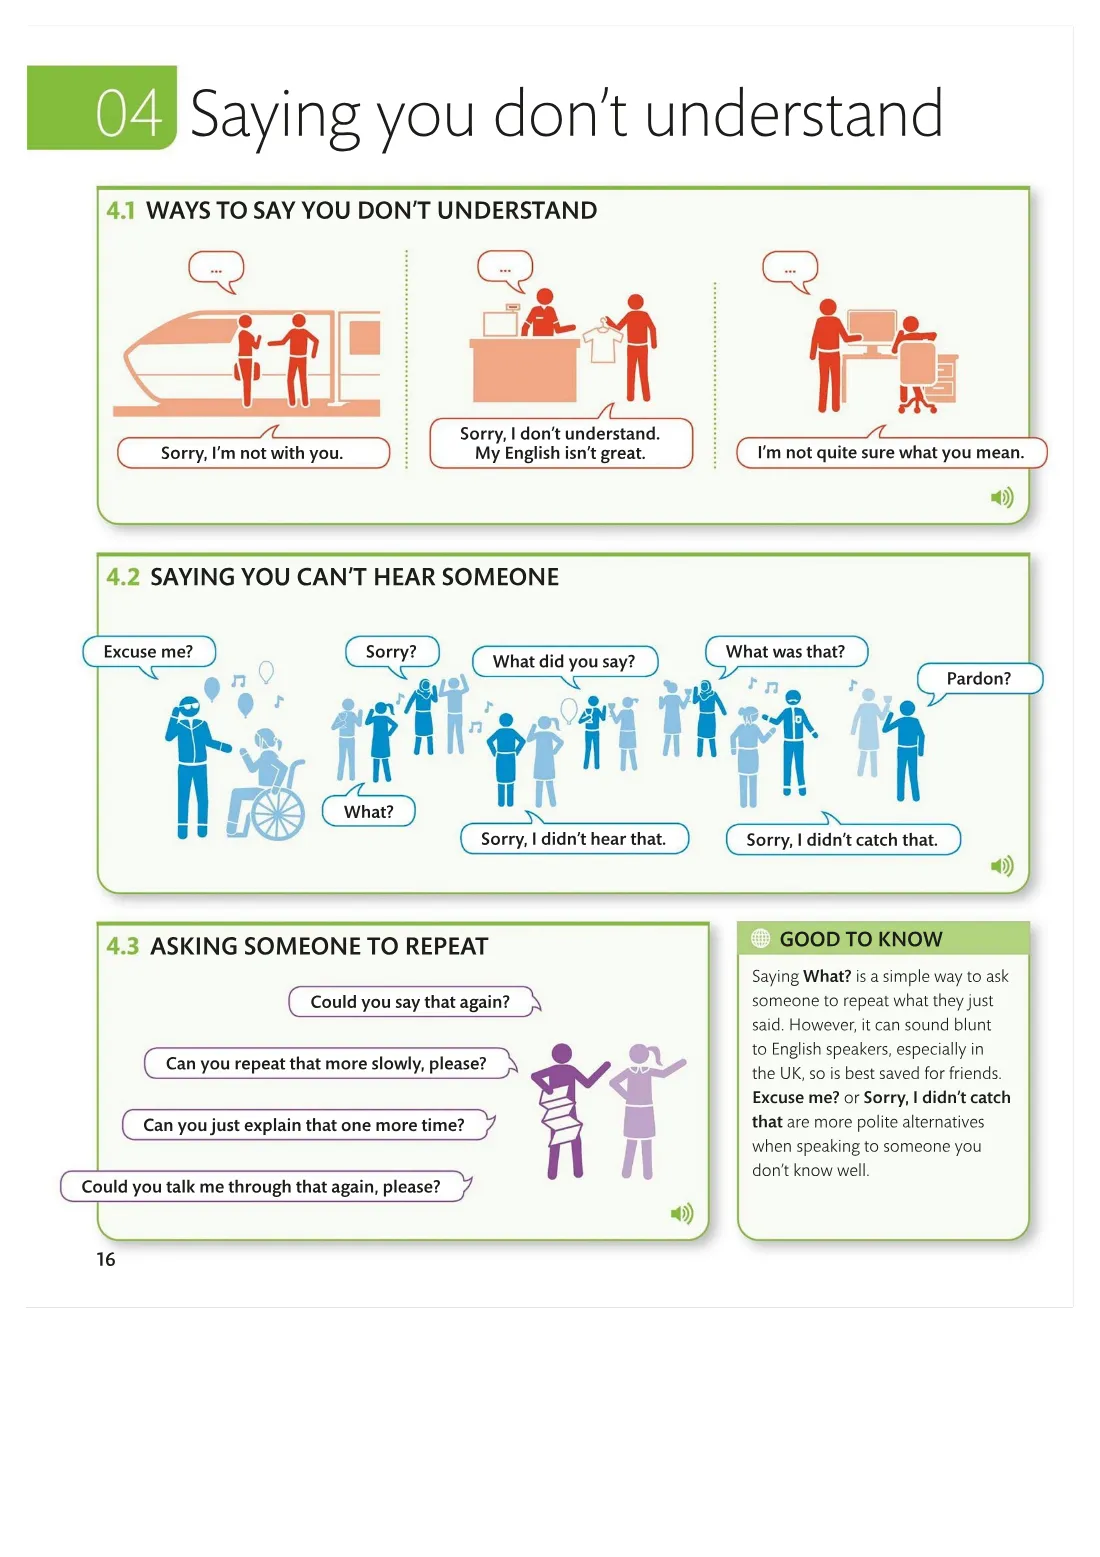 04 Saying you don't understand
4.1 WAYS TO SAY YOU DON'T UNDERSTAND
...
...
...
Sorry, I'm not with you.
Sorry, I don't understand.
My English isn't great.
I'm not quite sure what you mean.
4.2 SAYING YOU CAN'T HEAR SOMEONE
Excuse me?
Sorry?
What did you say?
What was that?
Pardon?
What?
Sorry, I didn't hear that.
Sorry, I didn't catch that.
4.3 ASKING SOMEONE TO REPEAT
Could you say that again?
Can you repeat that more slowly, please?
Can you just explain that one more time?
Could you talk me through that again, please?
GOOD TO KNOW
Saying What? is a simple way to ask
someone to repeat what they just
said. However, it can sound blunt
to English speakers, especially in
the UK, so is best saved for friends.
Excuse me? or Sorry, I didn't catch
that are more polite alternatives
when speaking to someone you
don't know well.
16